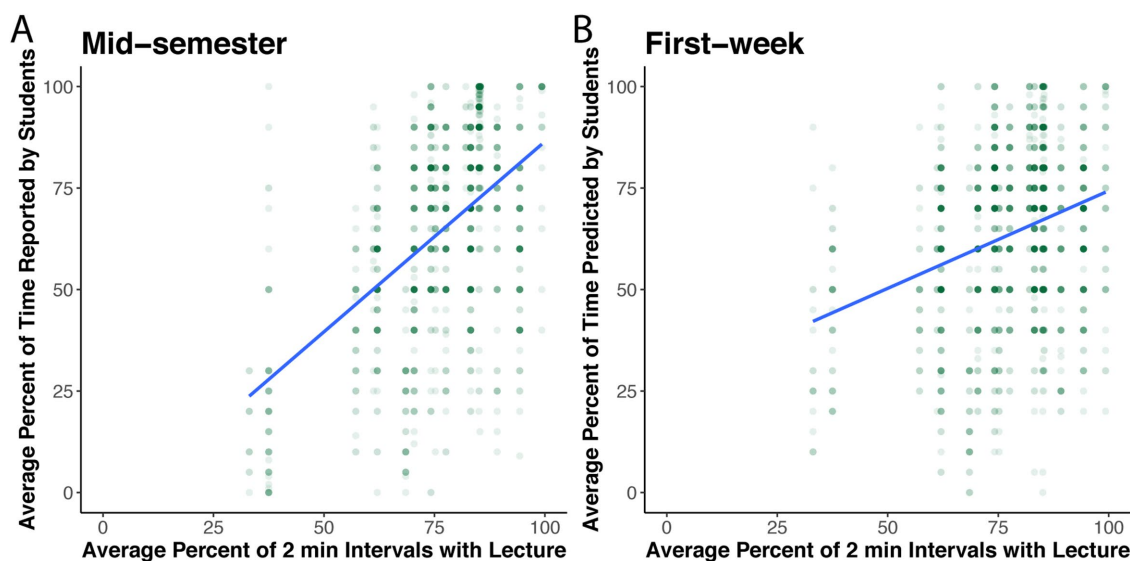 A
Mid–semester
Average Percent of Time Reported by Students
100
75
50
25
0
0 25 50 75 100
Average Percent of 2 min Intervals with Lecture
B
First–week
Average Percent of Time Predicted by Students
100
75
50
25
0
0 25 50 75 100
Average Percent of 2 min Intervals with Lecture